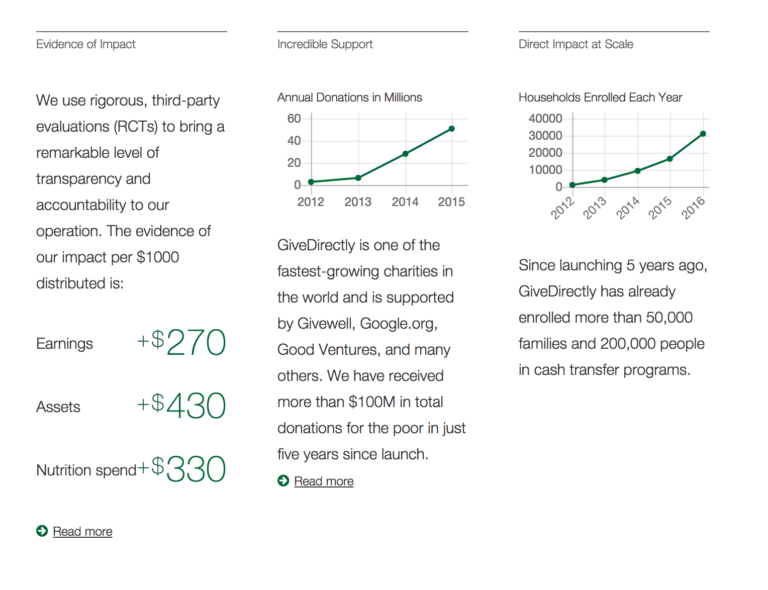 Evidence of Impact
We use rigorous, third-party
evaluations (RCTs) to bring a
remarkable level of
transparency and
accountability to our
operation. The evidence of
our impact per $1000
distributed is:
Earnings +$270
Assets +$430
Nutrition spend+$330
Read more
Incredible Support
Annual Donations in Millions
60
40
20
0
2012 2013 2014 2015
GiveDirectly is one of the
fastest-growing charities in
the world and is supported
by Givewell, Google.org,
Good Ventures, and many
others. We have received
more than $100M in total
donations for the poor in just
five years since launch.
Read more
Direct Impact at Scale
Households Enrolled Each Year
40000
30000
20000
10000
0
2012 2013 2014 2015 2016
Since launching 5 years ago,
GiveDirectly has already
enrolled more than 50,000
families and 200,000 people
in cash transfer programs.